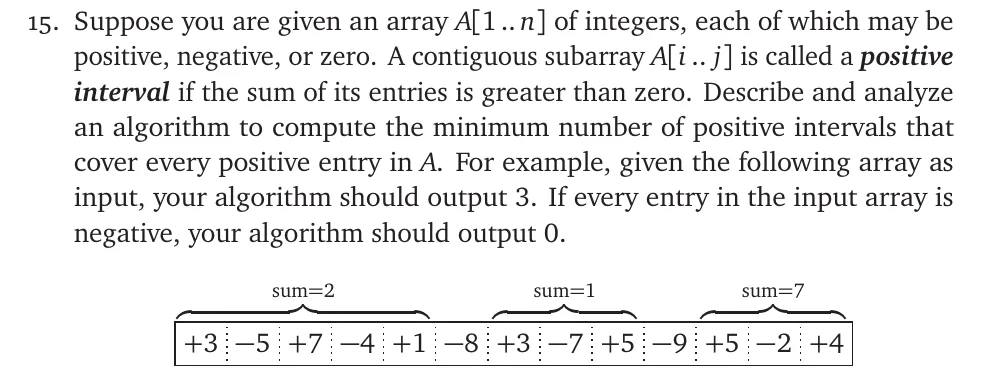 15. Suppose you are given an array A[1 .. n] of integers, each of which may be
positive, negative, or zero. A contiguous subarray A[i .. j] is called a positive
interval if the sum of its entries is greater than zero. Describe and analyze
an algorithm to compute the minimum number of positive intervals that
cover every positive entry in A. For example, given the following array as
input, your algorithm should output 3. If every entry in the input array is
negative, your algorithm should output 0.
sum=2 sum=1 sum=7
+3 −5 +7 −4 +1 −8 +3 −7 +5 −9 +5 −2 +4